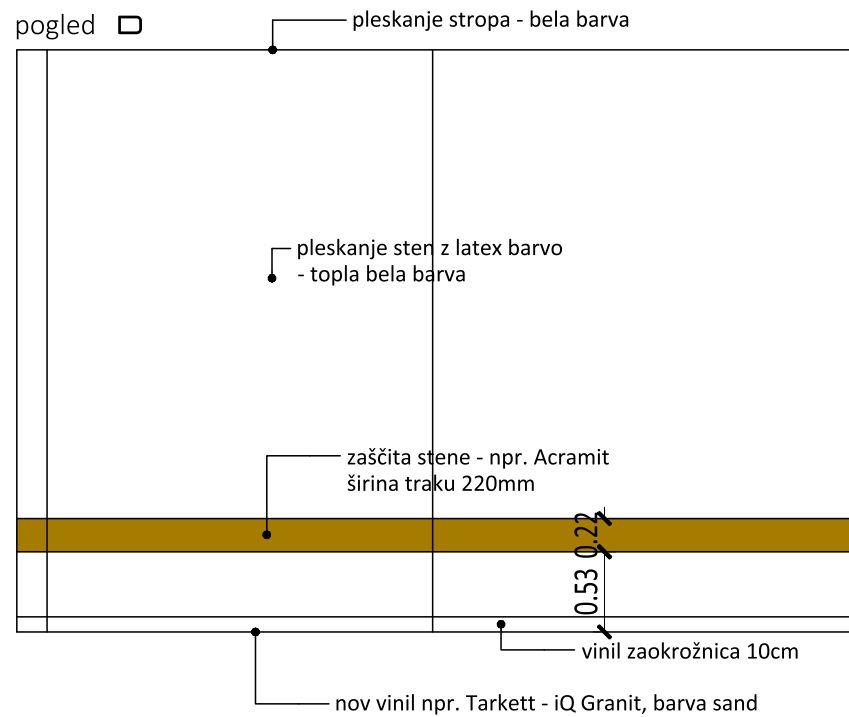 pogled D
pleskanje stropa - bela barva
pleskanje sten z latex barvo
- topla bela barva
zaščita stene - npr. Acramit
širina traku 220mm
0.22
0.53
vinil zaokrožnica 10cm
nov vinil npr. Tarkett - iQ Granit, barva sand